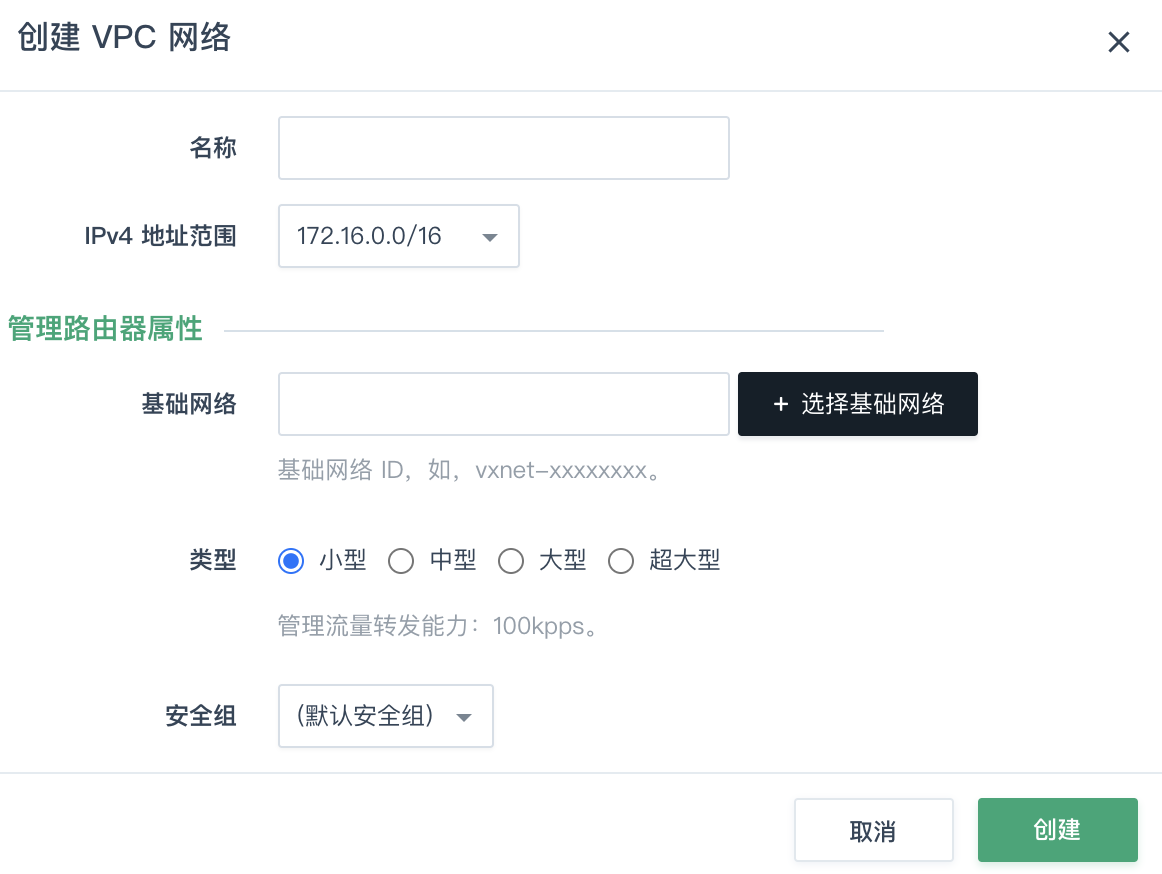 创建 VPC 网络
名称
IPv4 地址范围 172.16.0.0/16
管理路由器属性
基础网络 + 选择基础网络
基础网络 ID，如，vxnet-xxxxxxxx。
类型 小型 中型 大型 超大型
管理流量转发能力：100kpps。
安全组 (默认安全组)
取消 创建